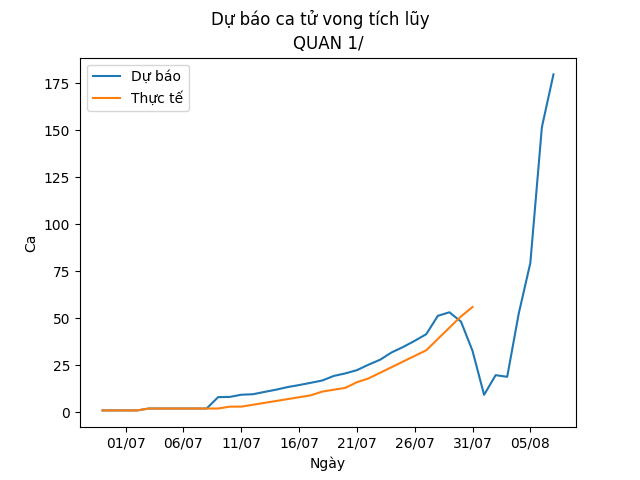 Dự báo ca tử vong tích lũy
QUAN 1/
Dự báo
Thực tế
175
150
125
100
75
50
25
0
Ca
01/07 06/07 11/07 16/07 21/07 26/07 31/07 05/08
Ngày